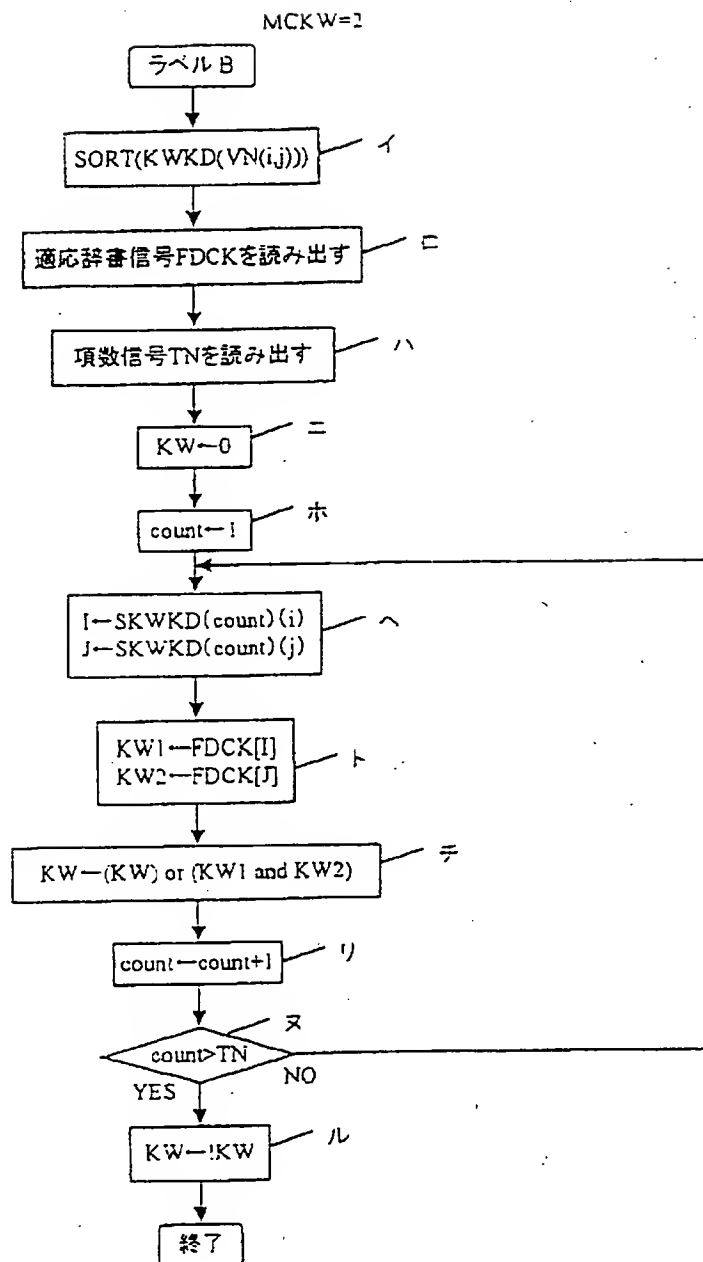 MCKW=2
ラベル B
SORT(KWKD(VN(i,j)))
イ
適応辞書信号FDCKを読み出す
ロ
項数信号TNを読み出す
ハ
KW←0
ニ
count←1
ホ
I←SKWKD(count)(i)
J←SKWKD(count)(j)
ヘ
KW1←FDCK[I]
KW2←FDCK[J]
ト
KW←(KW) or (KW1 and KW2)
チ
count←count+1
リ
ヌ
count>TN
YES
NO
KW←!KW
ル
終了